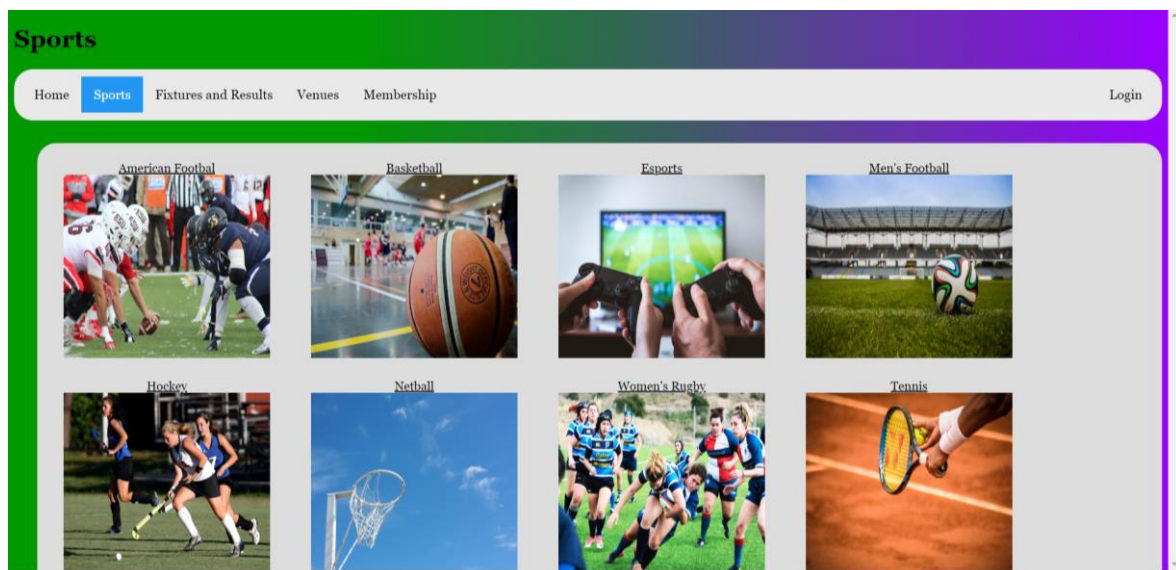 Sports
Home Sports Fixtures and Results Venues Membership Login
American Footbal Basketball Esports Men's Football
Hockey Netball Women's Rugby Tennis